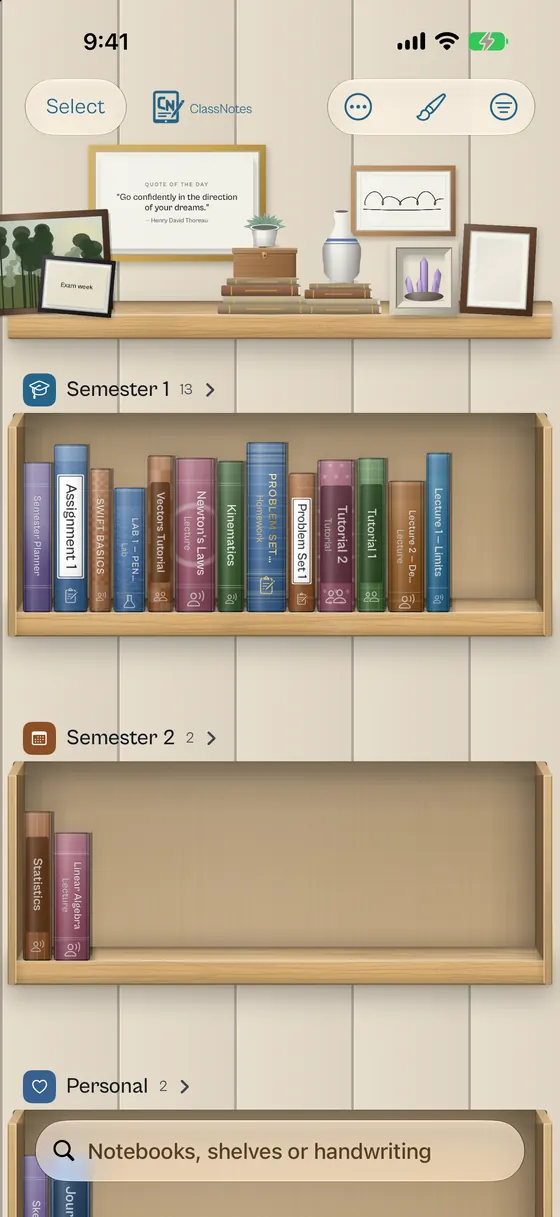 9:41
Select
CN
ClassNotes
QUOTE OF THE DAY
"Go confidently in the direction
of your dreams."
– Henry David Thoreau
Exam week
Semester 1 13
Semester Planner
Assignment 1
SWIFT BASICS
LAB 1 – PEN…
Lab
Vectors Tutorial
Newton's Laws
Lecture
Kinematics
PROBLEM SET…
Homework
Problem Set 1
Tutorial 2
Tutorial
Tutorial 1
Lecture 2 – De…
Lecture
Lecture 1 – Limits
Semester 2 2
Statistics
Linear Algebra
Lecture
Personal 2
Notebooks, shelves or handwriting
Ske
Jour